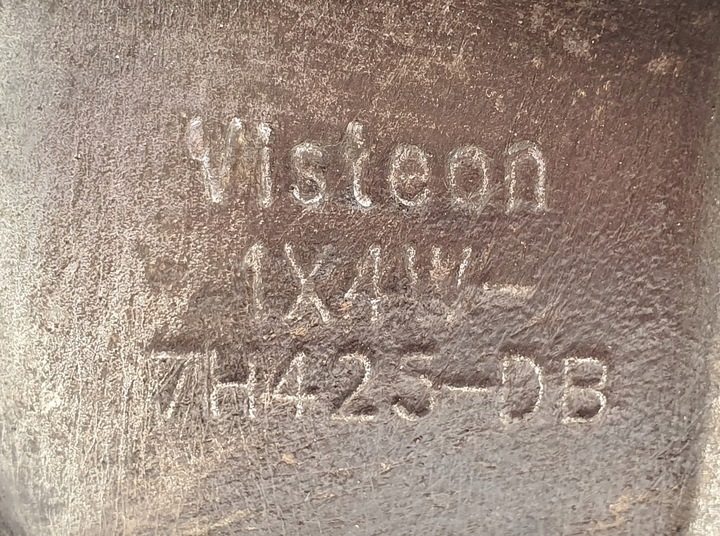 Visteon
1X4W-
7H425-DB